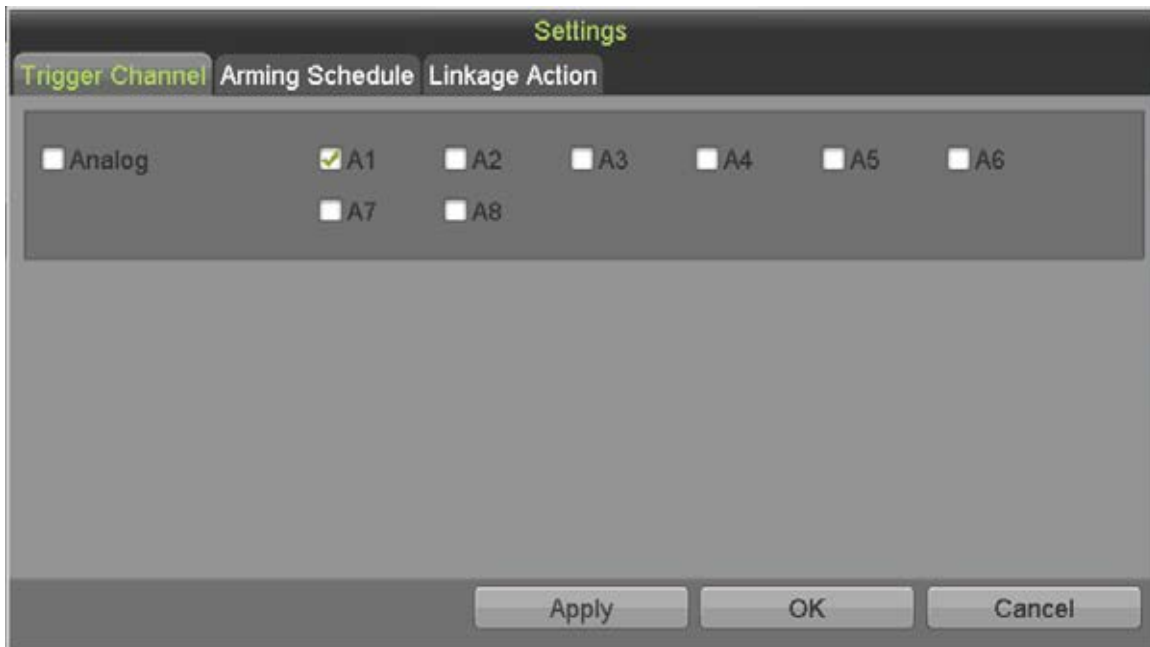 Settings
Trigger Channel Arming Schedule Linkage Action
Analog A1 A2 A3 A4 A5 A6
A7 A8
Apply OK Cancel